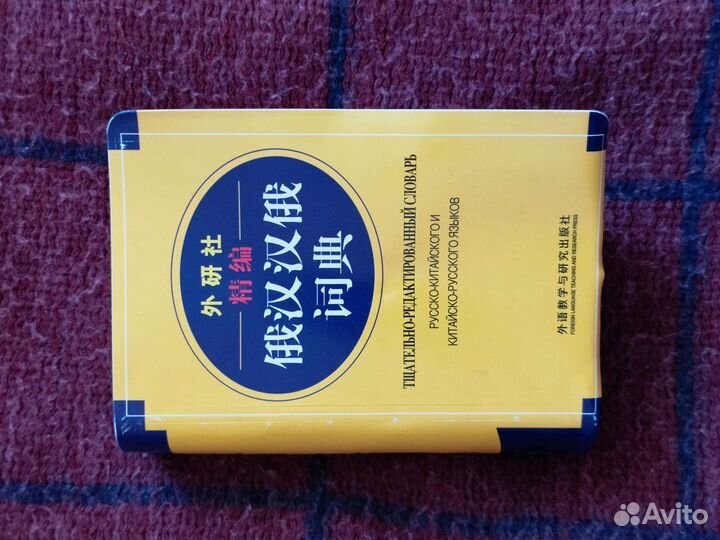 外研社
精编
俄汉汉俄
词典
ТЩАТЕЛЬНО-РЕДАКТИРОВАННЫЙ СЛОВАРЬ
РУССКО-КИТАЙСКОГО И
КИТАЙСКО-РУССКОГО ЯЗЫКОВ
外语教学与研究出版社
FOREIGN LANGUAGE TEACHING AND RESEARCH PRESS
Avito